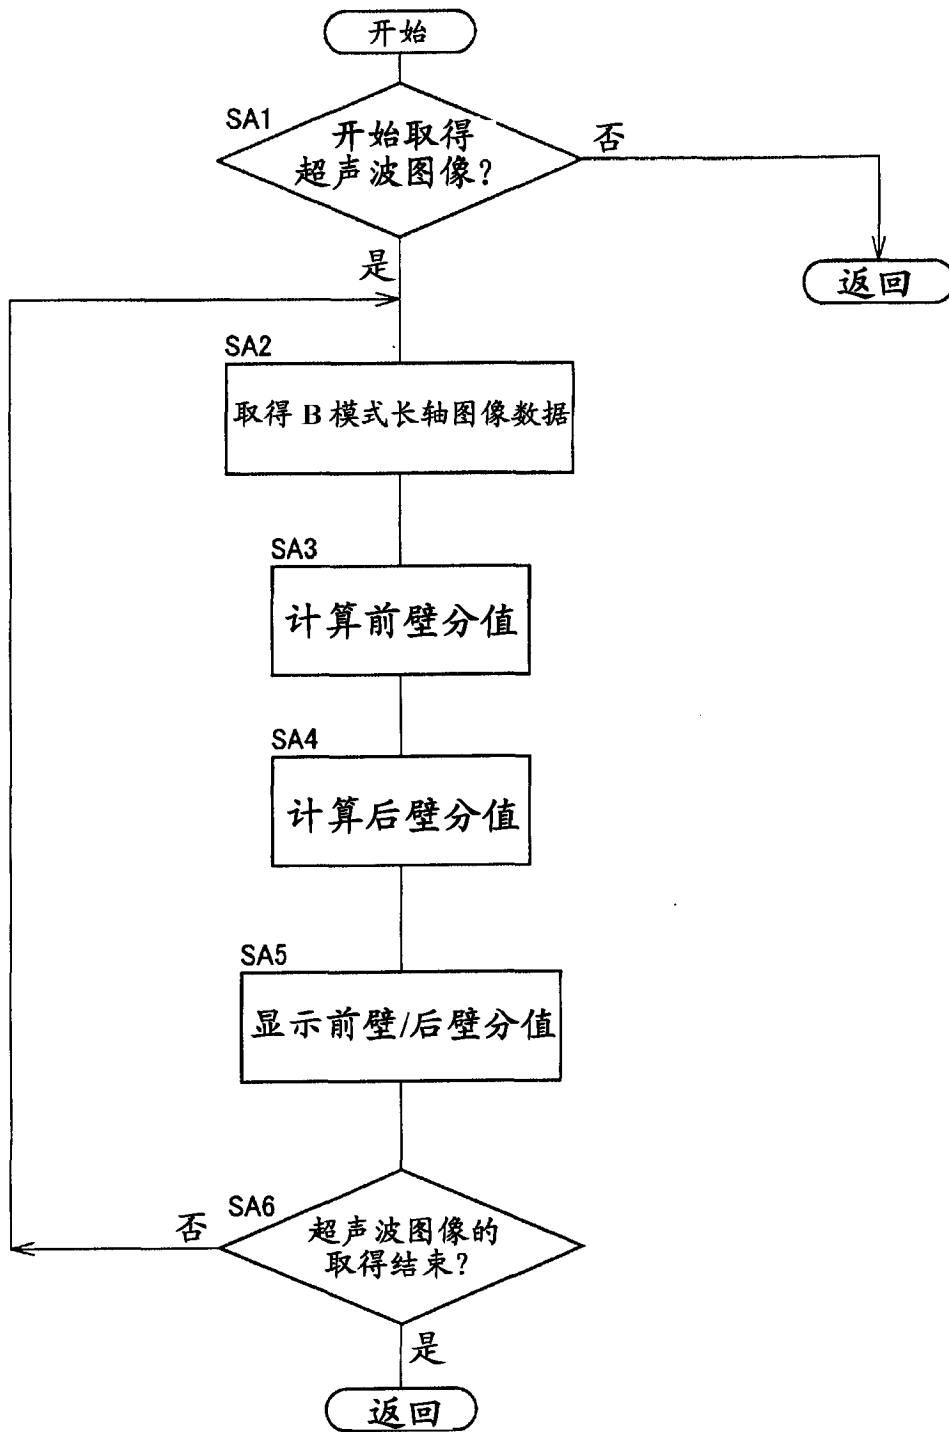 开始
SA1
开始取得
超声波图像?
否
是
返回
SA2
取得 B 模式长轴图像数据
SA3
计算前壁分值
SA4
计算后壁分值
SA5
显示前壁/后壁分值
SA6
否
超声波图像的
取得结束?
是
返回